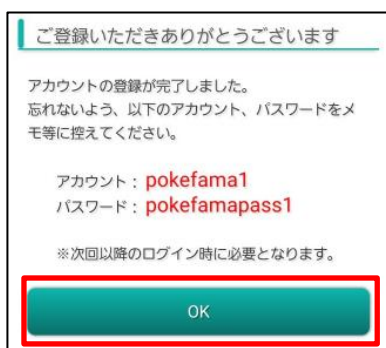 ご登録いただきありがとうございます
アカウントの登録が完了しました。
忘れないよう、以下のアカウント、パスワードをメ
モ等に控えてください。
アカウント： pokefama1
パスワード： pokefamapass1
※次回以降のログイン時に必要となります。
OK